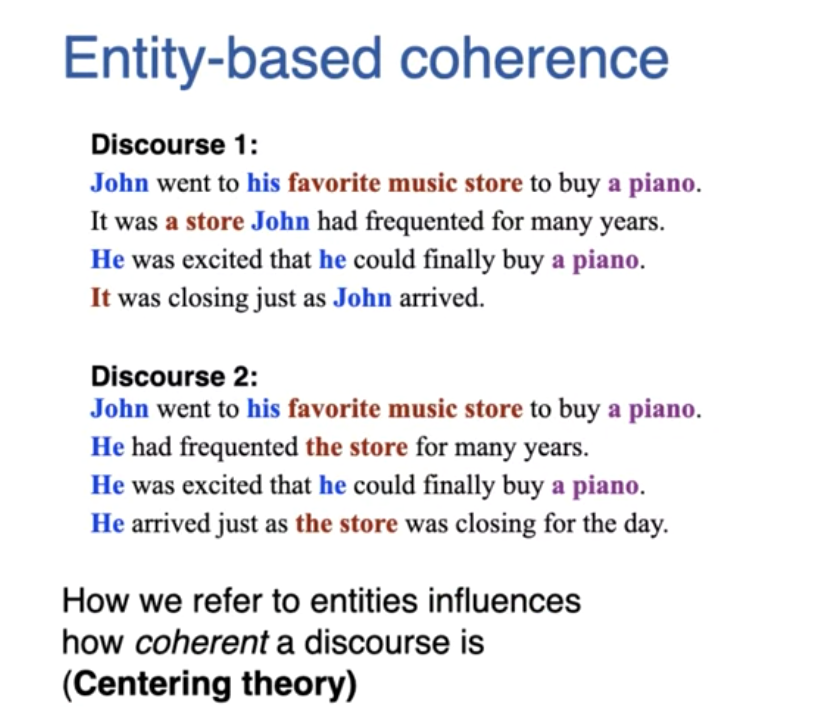 Entity-based coherence
Discourse 1:
John went to his favorite music store to buy a piano.
It was a store John had frequented for many years.
He was excited that he could finally buy a piano.
It was closing just as John arrived.
Discourse 2:
John went to his favorite music store to buy a piano.
He had frequented the store for many years.
He was excited that he could finally buy a piano.
He arrived just as the store was closing for the day.
How we refer to entities influences
how coherent a discourse is
(Centering theory)